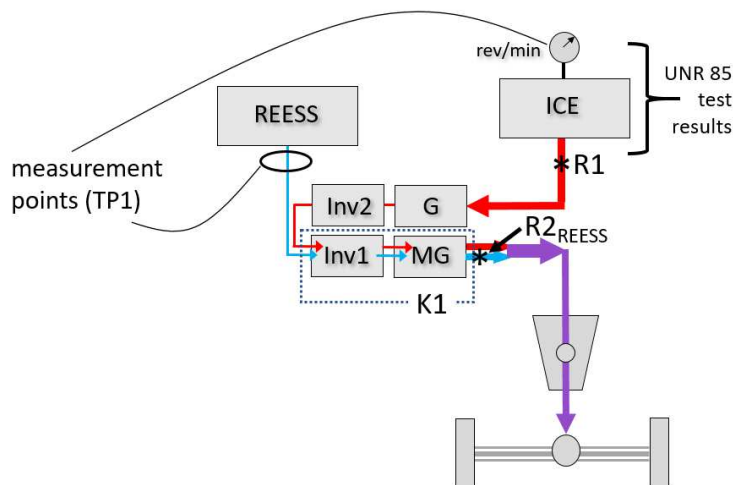 rev/min
UNR 85
test
results
ICE
REESS
R1
measurement
points (TP1)
Inv2
G
R2REESS
Inv1
MG
K1